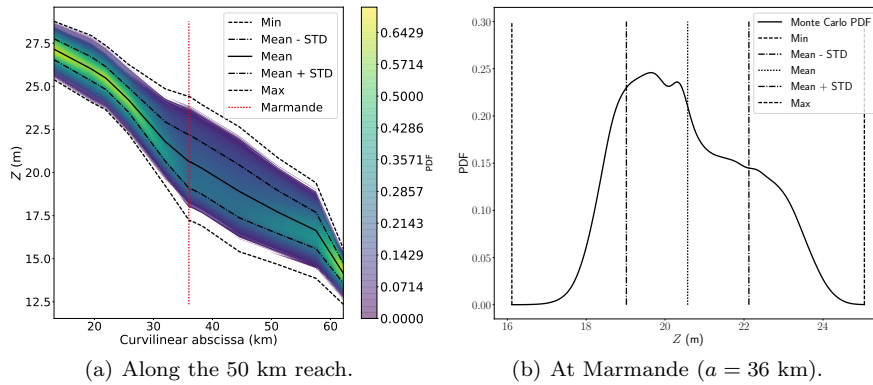 Min
Mean - STD
Mean
Mean + STD
Max
Marmande
27.5
25.0
22.5
20.0
17.5
15.0
12.5
Z (m)
20
30
40
50
60
Curvilinear abscissa (km)
0.6429
0.5714
0.5000
0.4286
0.3571
0.2857
0.2143
0.1429
0.0714
0.0000
PDF
(a) Along the 50 km reach.
Monte Carlo PDF
Min
Mean - STD
Mean
Mean + STD
Max
0.30
0.25
0.20
0.15
0.10
0.05
0.00
PDF
16
18
20
22
24
Z (m)
(b) At Marmande (a = 36 km).